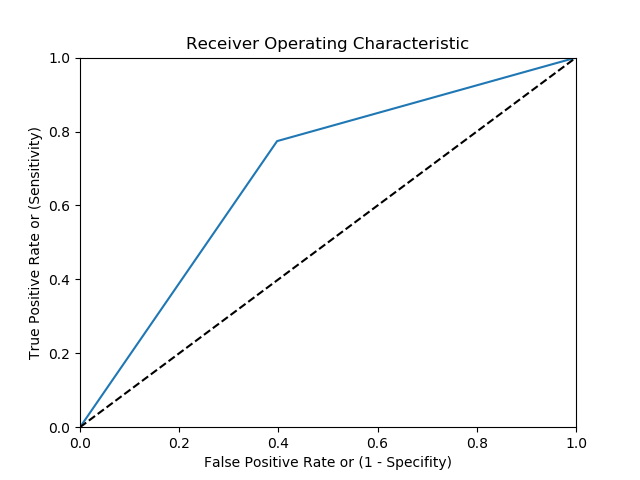 Receiver Operating Characteristic
1.0
0.8
0.6
0.4
0.2
0.0
True Positive Rate or (Sensitivity)
0.0 0.2 0.4 0.6 0.8 1.0
False Positive Rate or (1 - Specifity)